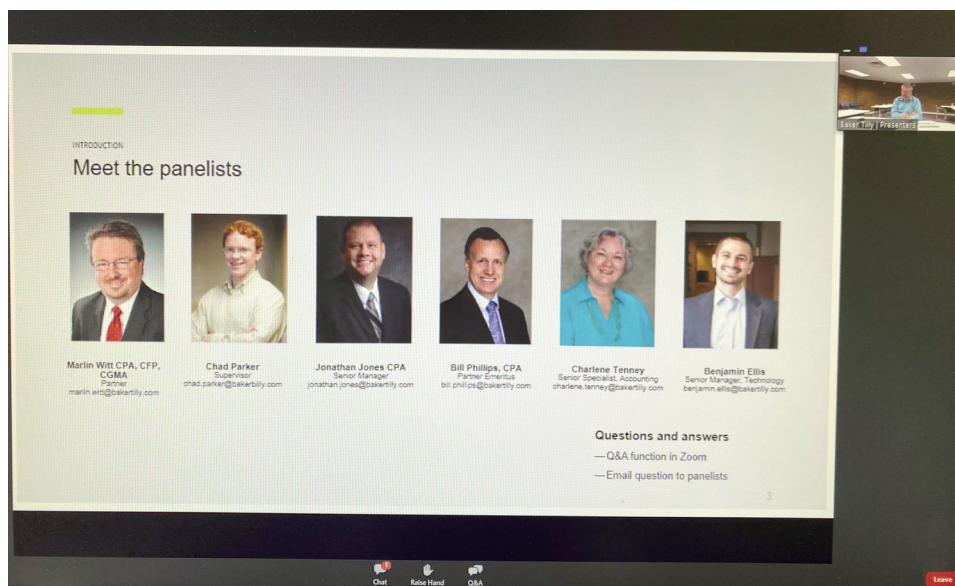 INTRODUCTION
Meet the panelists
Baker Tilly | Presenters
Marlin Witt CPA, CFP,
CGMA
Partner
marlin.witt@bakertilly.com
Chad Parker
Supervisor
chad.parker@bakerbilly.com
Jonathan Jones CPA
Senior Manager
jonathan.jones@bakertilly.com
Bill Phillips, CPA
Partner Emeritus
bill.phillips@bakertilly.com
Charlene Tenney
Senior Specialist, Accounting
charlene.tenney@bakertilly.com
Benjamin Ellis
Senior Manager, Technology
benjamin.ellis@bakertilly.com
Questions and answers
—Q&A function in Zoom
—Email question to panelists
3
1
Chat
Raise Hand
Q&A
Leave